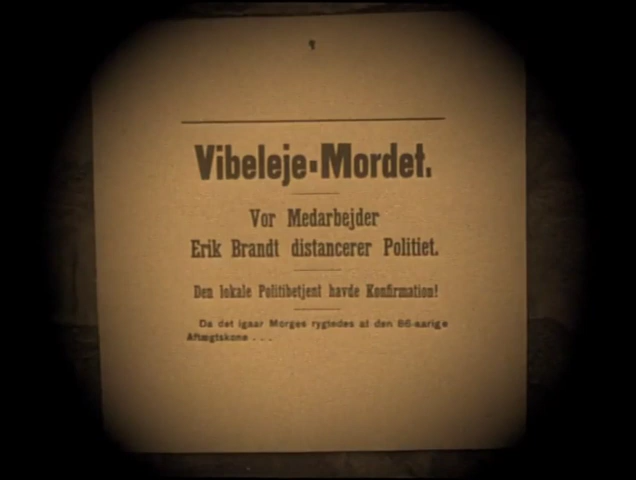 Vibeleje-Mordet.
Vor Medarbejder
Erik Brandt distancerer Politiet.
Den lokale Politibetjent havde Konfirmation!
Da det igaar Morges rygtedes at den 86-aarige
Aftægtskone . . .